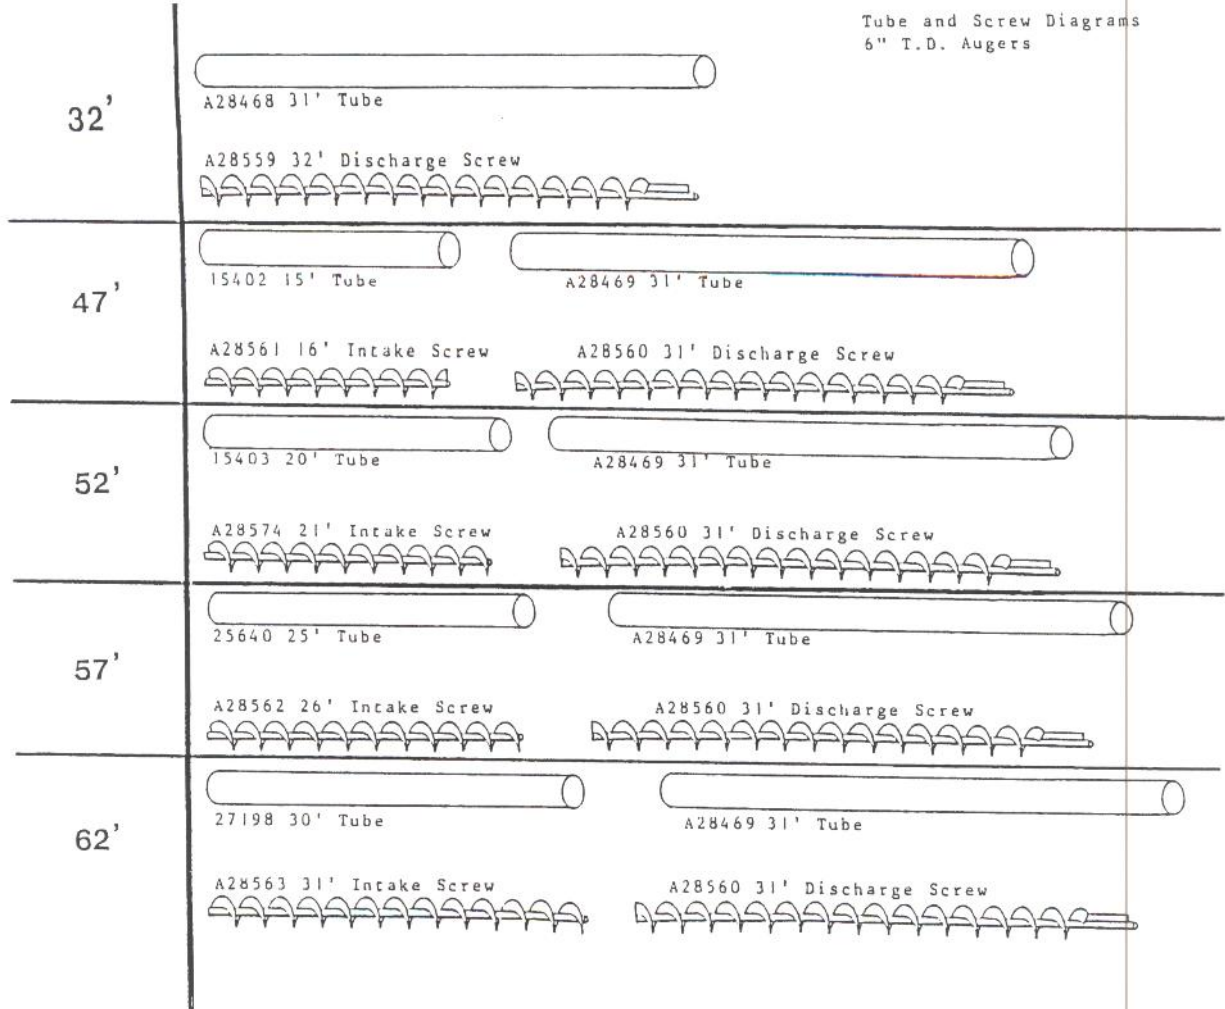 Tube and Screw Diagrams
6" T.D. Augers
32'
A28468 31' Tube
A28559 32' Discharge Screw
47'
15402 15' Tube
A28469 31' Tube
A28561 16' Intake Screw
A28560 31' Discharge Screw
52'
15403 20' Tube
A28469 31' Tube
A28574 21' Intake Screw
A28560 31' Discharge Screw
57'
25640 25' Tube
A28469 31' Tube
A28562 26' Intake Screw
A28560 31' Discharge Screw
62'
27198 30' Tube
A28469 31' Tube
A28563 31' Intake Screw
A28560 31' Discharge Screw